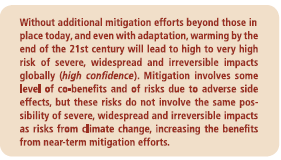 Without additional mitigation efforts beyond those in
place today, and even with adaptation, warming by the
end of the 21st century will lead to high to very high
risk of severe, widespread and irreversible impacts
globally (high confidence). Mitigation involves some
level of co-benefits and of risks due to adverse side
effects, but these risks do not involve the same pos-
sibility of severe, widespread and irreversible impacts
as risks from climate change, increasing the benefits
from near-term mitigation efforts.